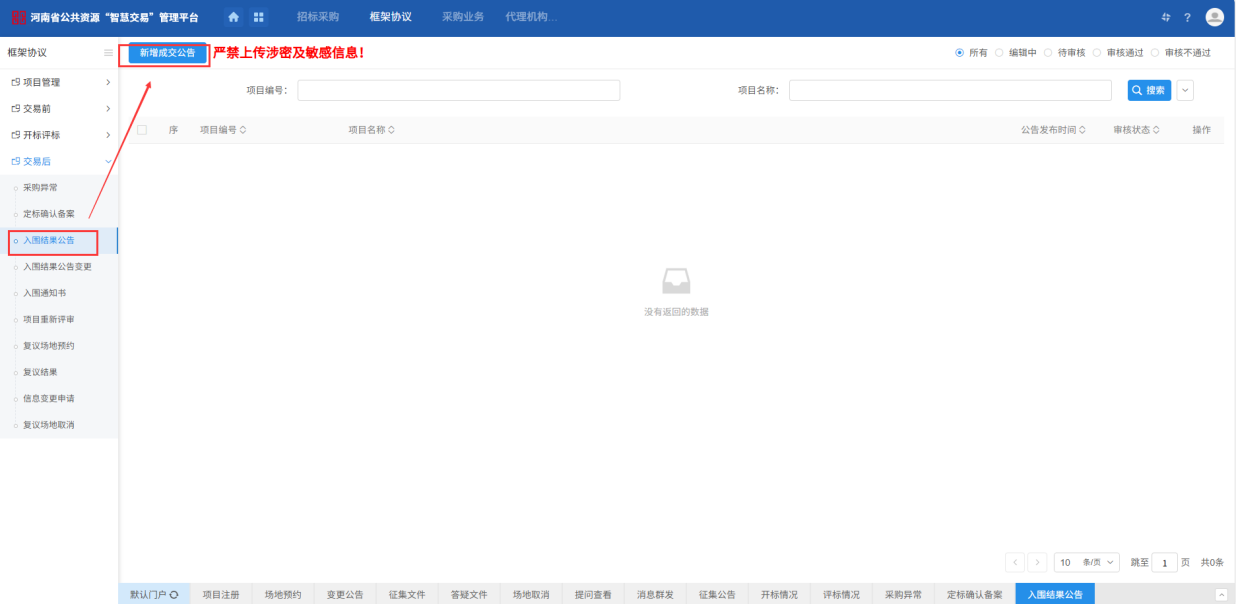 河南省公共资源“智慧交易”管理平台 招标采购 框架协议 采购业务 代理机构... ?
框架协议
新增成交公告 严禁上传涉密及敏感信息!
所有 编辑中 待审核 审核通过 审核不通过
项目管理
交易前
开标评标
交易后
采购异常
定标确认备案
入围结果公告
入围结果公告变更
入围通知书
项目重新评审
复议场地预约
复议结果
信息变更申请
复议场地取消
项目编号: 项目名称: 搜索
序 项目编号 项目名称 公告发布时间 审核状态 操作
没有返回的数据
10 条/页 跳至 1 页 共0条
默认门户 项目注册 场地预约 变更公告 征集文件 答疑文件 场地取消 提问查看 消息群发 征集公告 开标情况 评标情况 采购异常 定标确认备案 入围结果公告